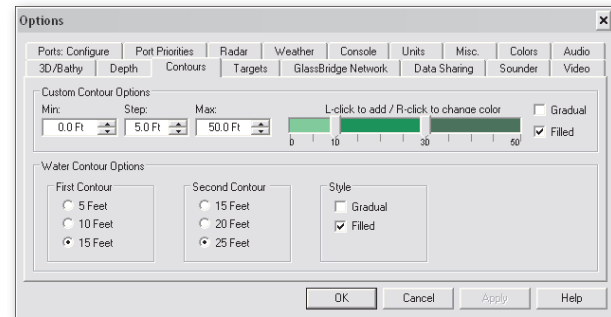 Options
Ports: Configure Port Priorities Radar Weather Console Units Misc. Colors Audio
3D/Bathy Depth Contours Targets GlassBridge Network Data Sharing Sounder Video
Custom Contour Options
Min: Step: Max: L-click to add / R-click to change color Gradual
0.0 Ft 5.0 Ft 50.0 Ft Filled
0 10 30 50
Water Contour Options
First Contour Second Contour Style
5 Feet 15 Feet Gradual
10 Feet 20 Feet Filled
15 Feet 25 Feet
OK Cancel Apply Help